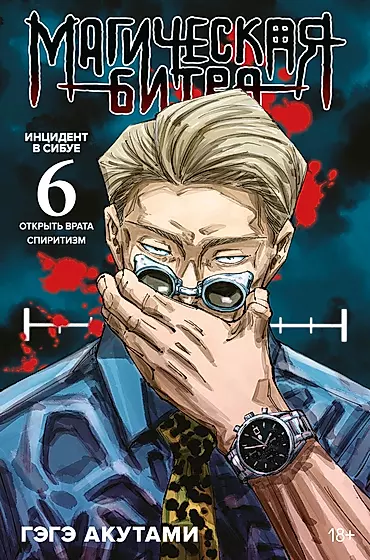 МАГИЧЕСКАЯ
БИТВА
ИНЦИДЕНТ
В СИБУЕ
6
ОТКРЫТЬ ВРАТА
СПИРИТИЗМ
ГЭГЭ АКУТАМИ
18+